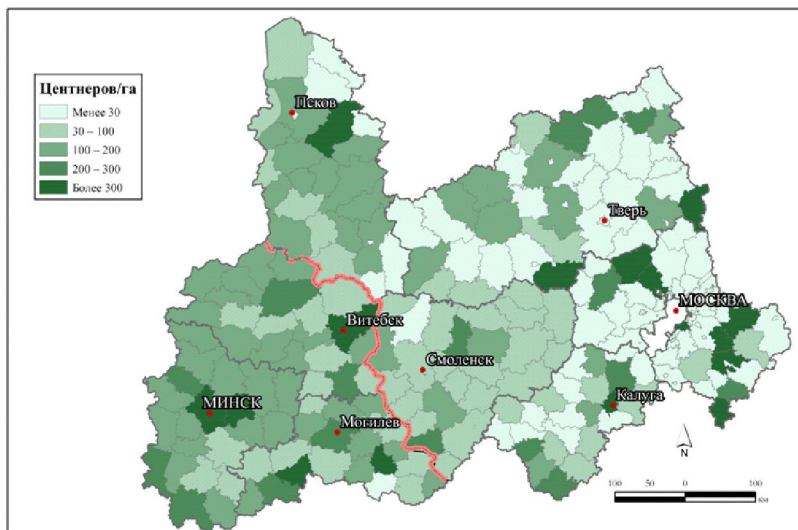 Центнеров/га
Менее 30
30 – 100
100 – 200
200 – 300
Более 300
Псков
Тверь
МОСКВА
Витебск
Смоленск
Калуга
МИНСК
Могилев
N
100 50 0 100
КМ